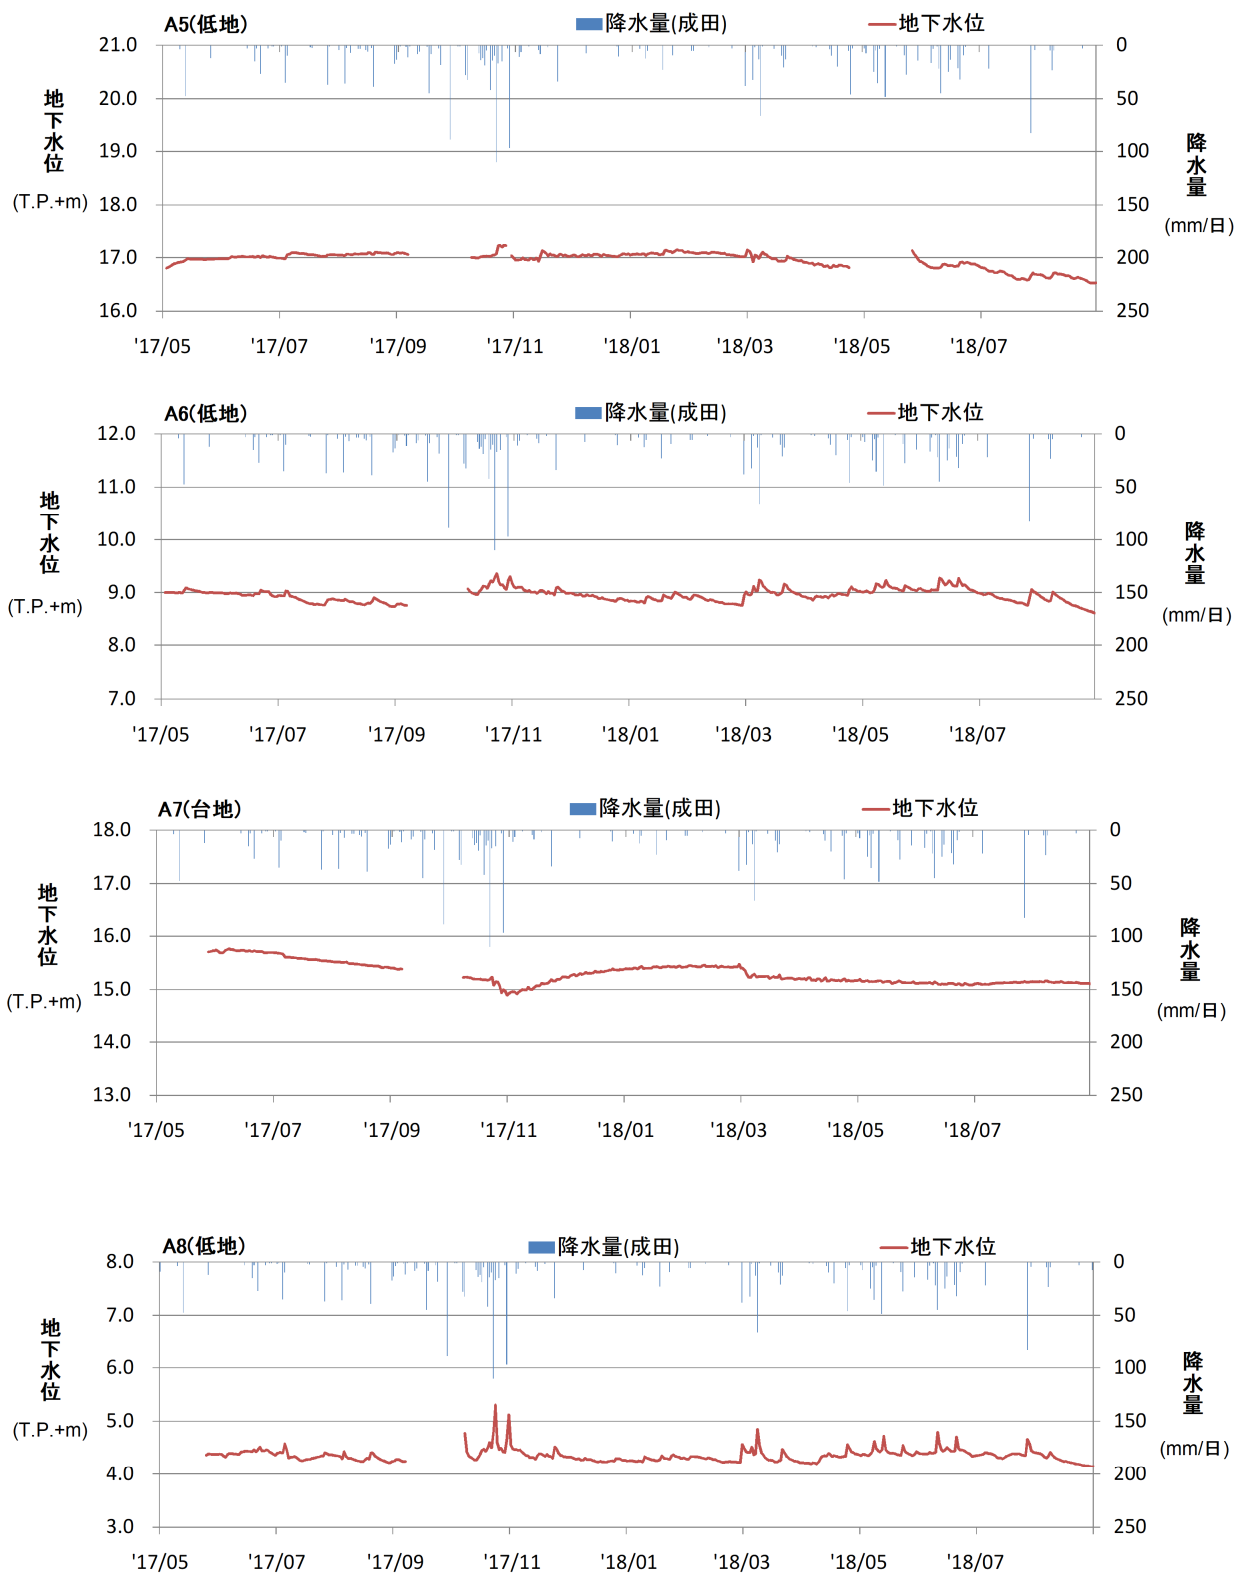 A5(低地) 降水量(成田) 地下水位
21.0 0
20.0 50
19.0 100
18.0 150
17.0 200
16.0 250
地下水位
(T.P.+m)
降水量
(mm/日)
'17/05 '17/07 '17/09 '17/11 '18/01 '18/03 '18/05 '18/07
A6(低地) 降水量(成田) 地下水位
12.0 0
11.0 50
10.0 100
9.0 150
8.0 200
7.0 250
地下水位
(T.P.+m)
降水量
(mm/日)
'17/05 '17/07 '17/09 '17/11 '18/01 '18/03 '18/05 '18/07
A7(台地) 降水量(成田) 地下水位
18.0 0
17.0 50
16.0 100
15.0 150
14.0 200
13.0 250
地下水位
(T.P.+m)
降水量
(mm/日)
'17/05 '17/07 '17/09 '17/11 '18/01 '18/03 '18/05 '18/07
A8(低地) 降水量(成田) 地下水位
8.0 0
7.0 50
6.0 100
5.0 150
4.0 200
3.0 250
地下水位
(T.P.+m)
降水量
(mm/日)
'17/05 '17/07 '17/09 '17/11 '18/01 '18/03 '18/05 '18/07